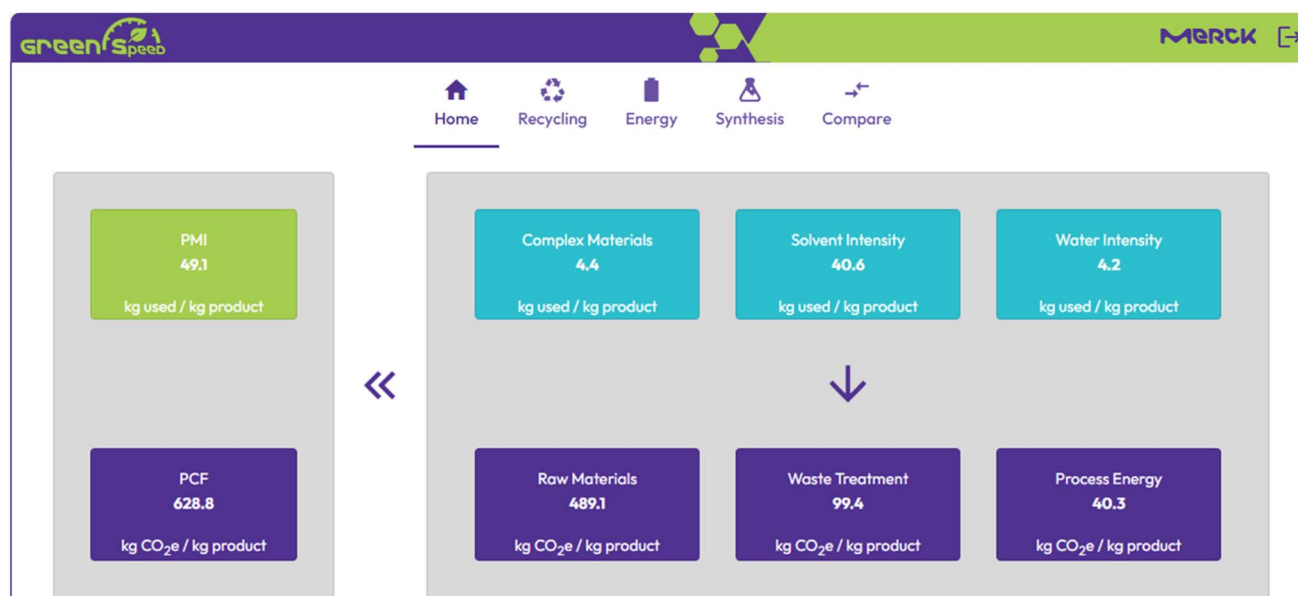 Green Speed
MERCK
Home
Recycling
Energy
Synthesis
Compare
PMI
49.1
kg used / kg product
Complex Materials
4.4
kg used / kg product
Solvent Intensity
40.6
kg used / kg product
Water Intensity
4.2
kg used / kg product
PCF
628.8
kg CO₂e / kg product
Raw Materials
489.1
kg CO₂e / kg product
Waste Treatment
99.4
kg CO₂e / kg product
Process Energy
40.3
kg CO₂e / kg product